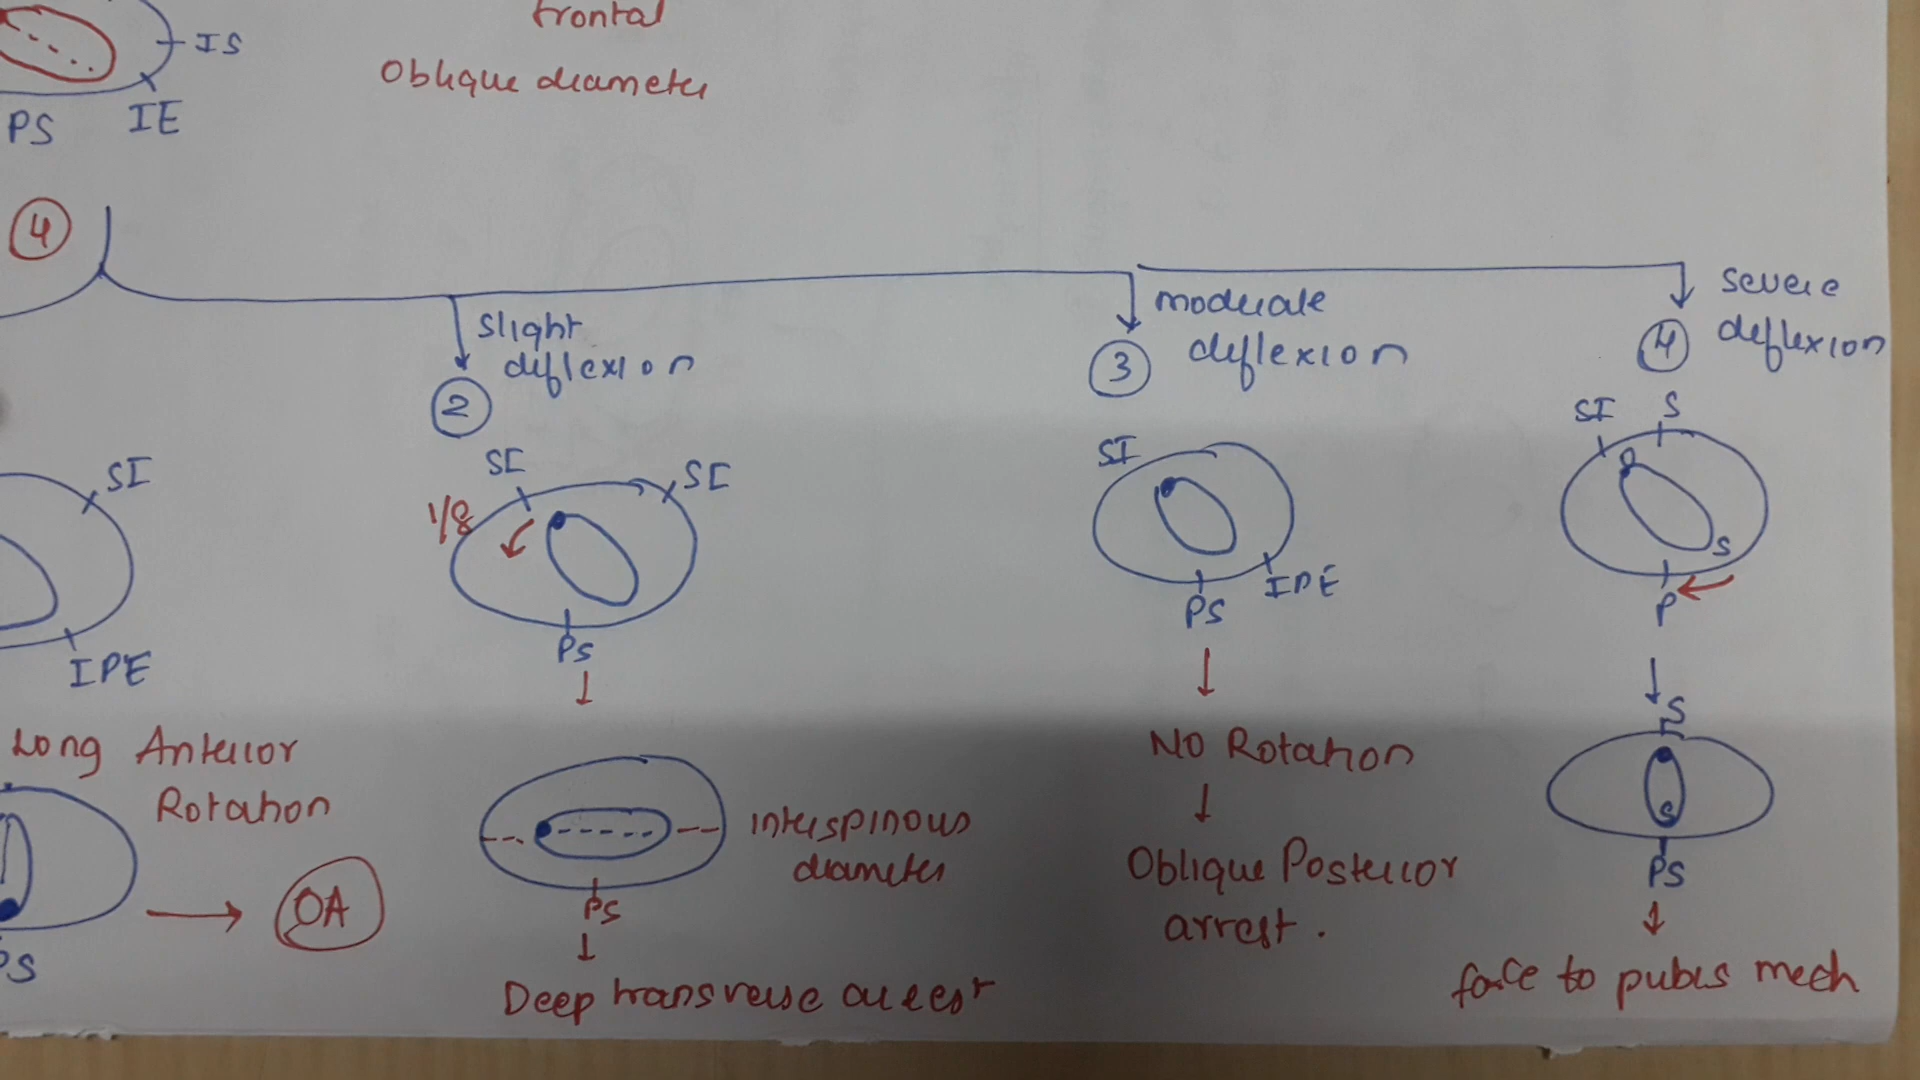 frontal
Oblique diameter
IS
PS
IE
4
slight
deflexion
2
moderate
deflexion
3
severe
deflexion
4
SI
IPE
SI
SI
1/8
PS
SI
IPE
PS
SI
S
S
P
Long Anterior
Rotation
OA
PS
Interspinous
diameter
PS
Deep transverse arrest
NO Rotation
Oblique Posterior
arrest.
S
S
PS
face to pubis mech